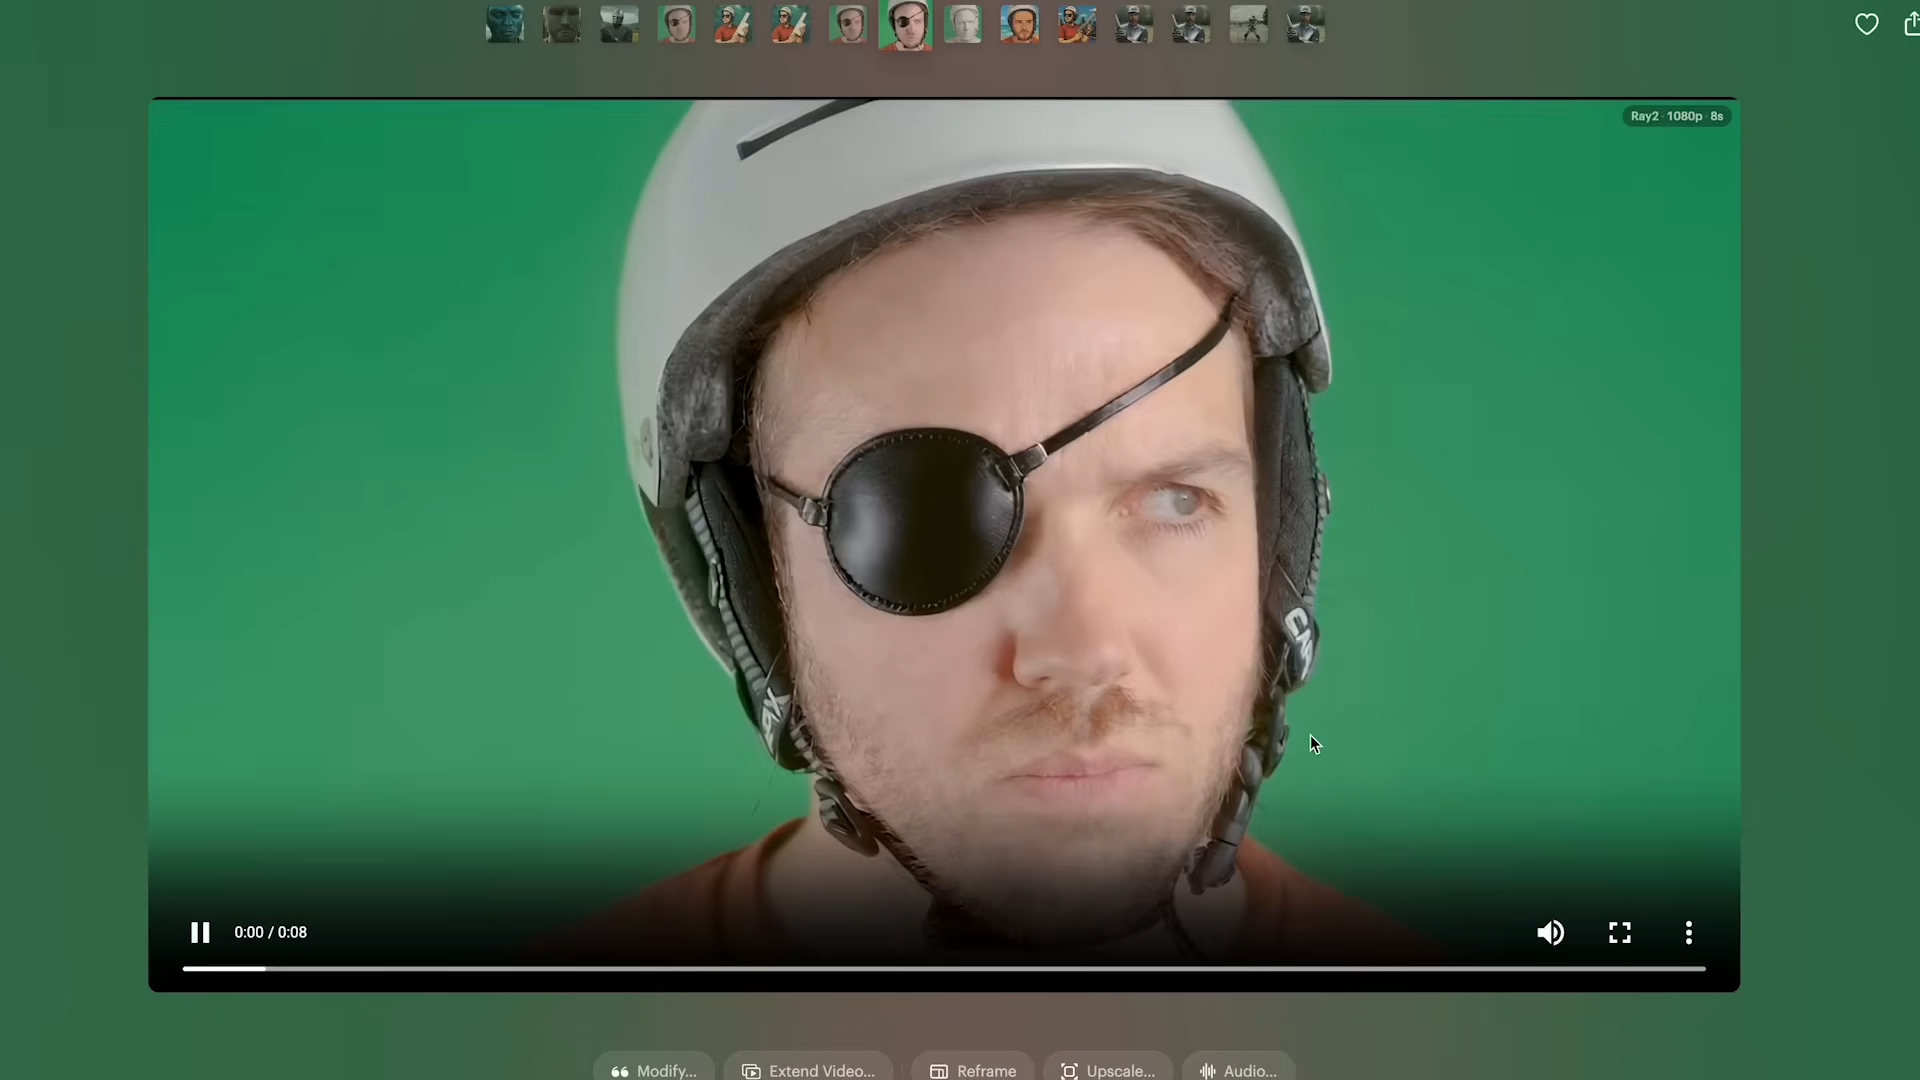 Ray2 · 1080p · 8s
0:00 / 0:08
Modify...
Extend Video...
Reframe
Upscale...
Audio...